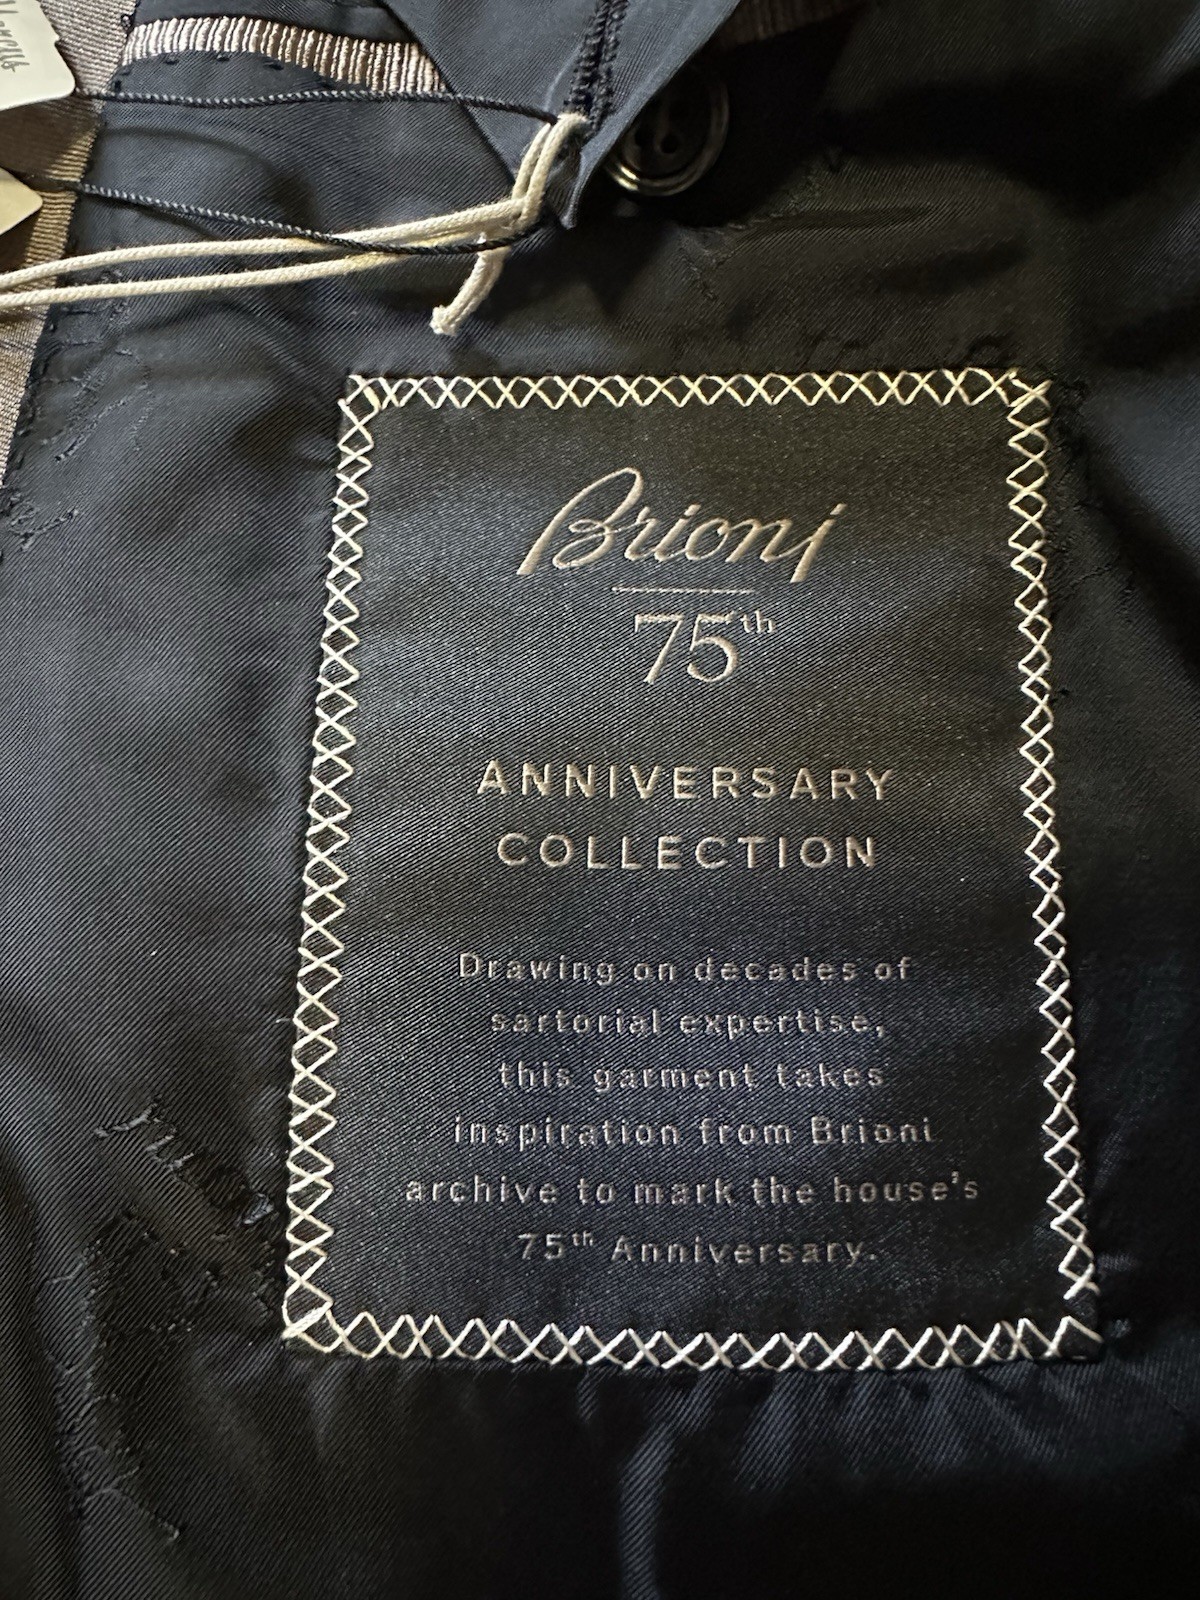 Brioni
75th
ANNIVERSARY
COLLECTION
Drawing on decades of
sartorial expertise,
this garment takes
inspiration from Brioni
archive to mark the house's
75th Anniversary.